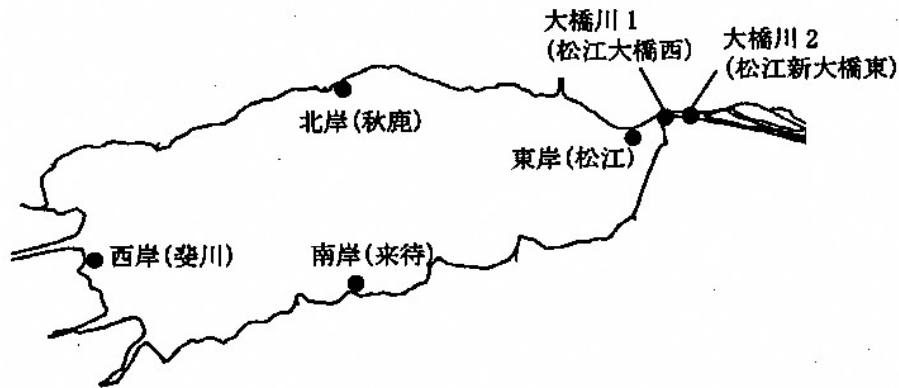 大橋川1
(松江大橋西)
大橋川2
(松江新大橋東)
北岸(秋鹿)
東岸(松江)
西岸(斐川)
南岸(来待)